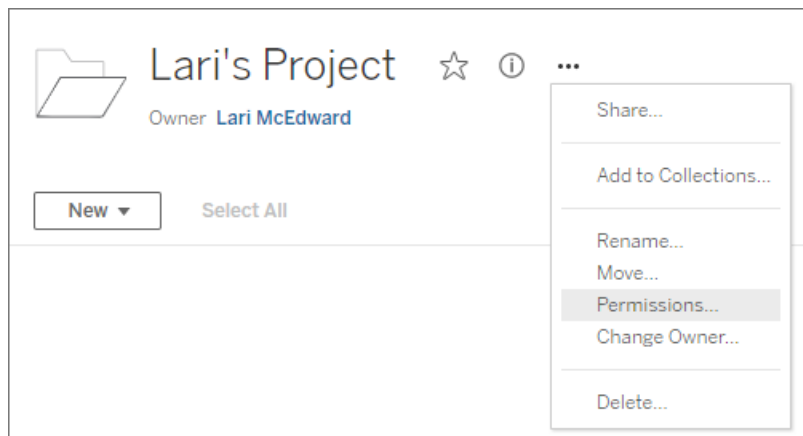 Lari's Project
Owner Lari McEdward
New
Select All
Share...
Add to Collections...
Rename...
Move...
Permissions...
Change Owner...
Delete...